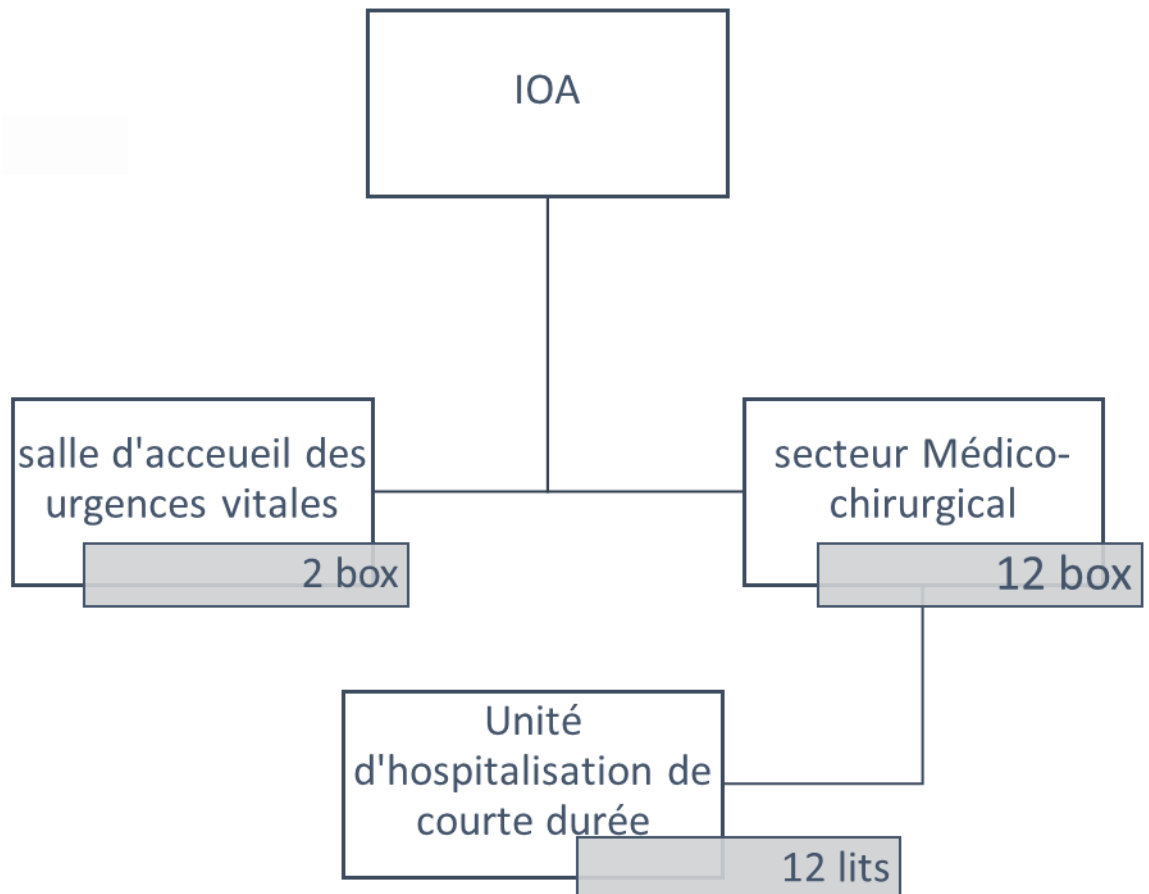 IOA
salle d'acceueil des
urgences vitales
2 box
secteur Médico-
chirurgical
12 box
Unité
d'hospitalisation de
courte durée
12 lits